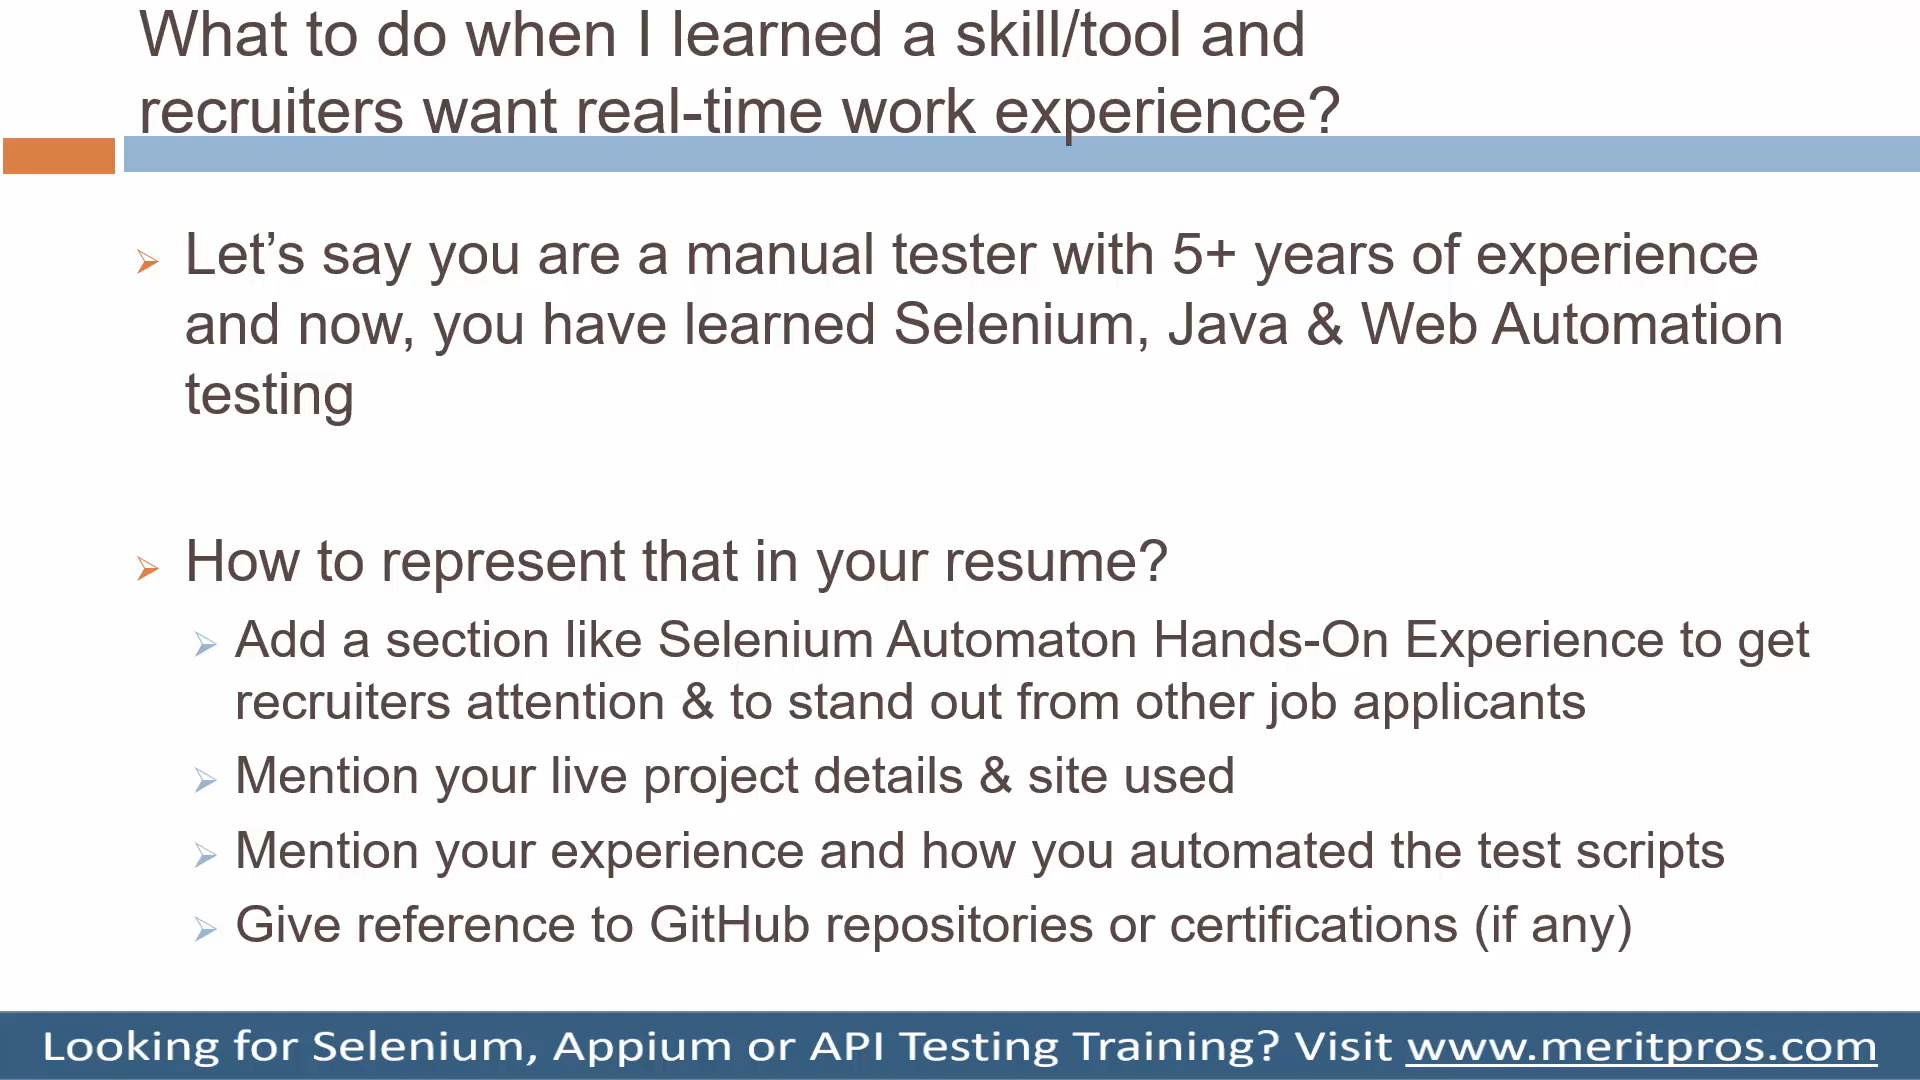 What to do when I learned a skill/tool and
recruiters want real-time work experience?
Let’s say you are a manual tester with 5+ years of experience
and now, you have learned Selenium, Java & Web Automation
testing
How to represent that in your resume?
Add a section like Selenium Automaton Hands-On Experience to get
recruiters attention & to stand out from other job applicants
Mention your live project details & site used
Mention your experience and how you automated the test scripts
Give reference to GitHub repositories or certifications (if any)
Looking for Selenium, Appium or API Testing Training? Visit www.meritpros.com